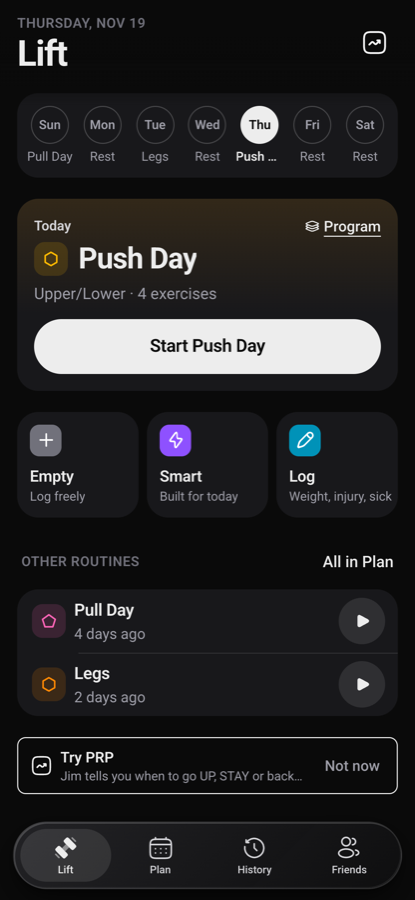 THURSDAY, NOV 19
Lift
Sun Mon Tue Wed Thu Fri Sat
Pull Day Rest Legs Rest Push ... Rest Rest
Today
Program
Push Day
Upper/Lower · 4 exercises
Start Push Day
Empty
Log freely
Smart
Built for today
Log
Weight, injury, sick
OTHER ROUTINES
All in Plan
Pull Day
4 days ago
Legs
2 days ago
Try PRP
Jim tells you when to go UP, STAY or back...
Not now
Lift Plan History Friends